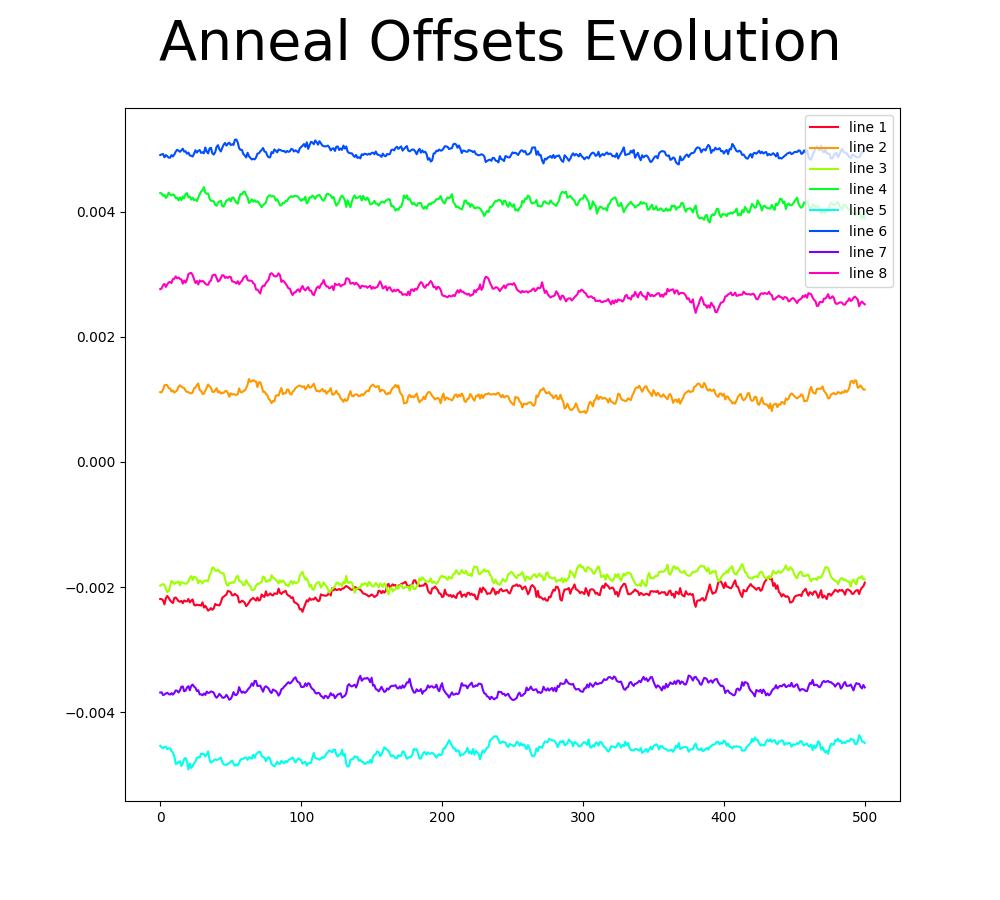 Anneal Offsets Evolution
line 1
line 2
line 3
line 4
line 5
line 6
line 7
line 8
0.004
0.002
0.000
−0.002
−0.004
0 100 200 300 400 500